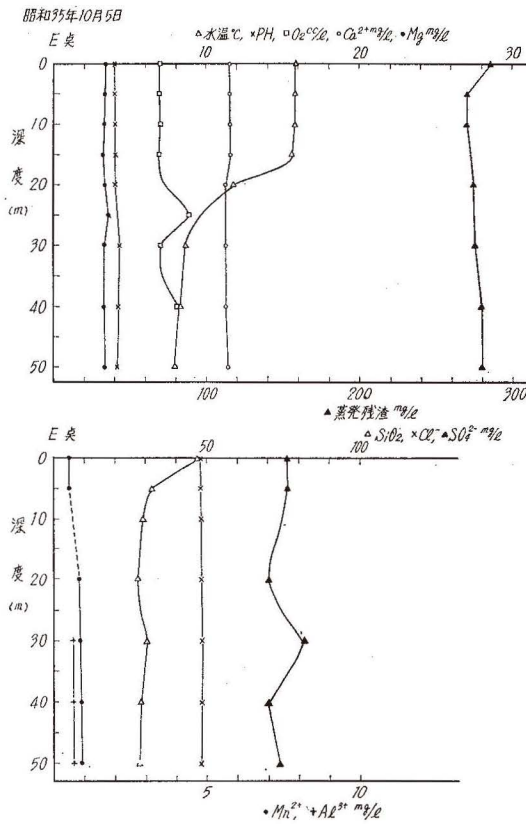 昭和35年10月5日
E点 △水温℃, ×PH, □O₂cc/l, ○Ca²⁺mg/l, ●Mg mg/l
10 20 30
0
10
20
30
40
50
深度(m)
100 200 300
▲蒸発残渣 mg/l
E点 △SiO₂, ×Cl⁻, ▲SO₄²⁻ mg/l
50 100
0
10
20
30
40
50
深度(m)
5 10
●Mn²⁺, +Al³⁺ mg/l